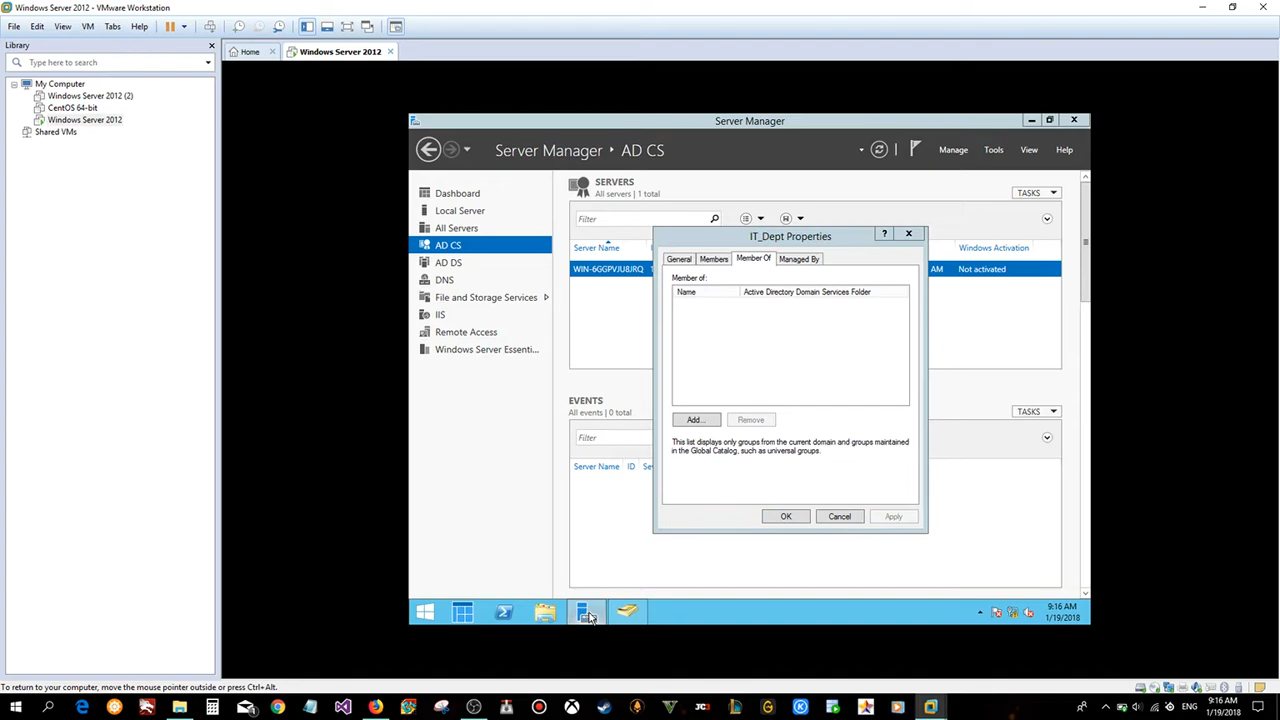 Windows Server 2012 - VMware Workstation
File Edit View VM Tabs Help
Library
Type here to search
My Computer
Windows Server 2012 (2)
CentOS 64-bit
Windows Server 2012
Shared VMs
Home
Windows Server 2012
Server Manager
Server Manager AD CS
Manage Tools View Help
Dashboard
Local Server
All Servers
AD CS
AD DS
DNS
File and Storage Services
IIS
Remote Access
Windows Server Essenti...
SERVERS
All servers | 1 total
TASKS
Filter
Server Name
Windows Activation
WIN-6GGPVJU8JRQ
AM Not activated
IT_Dept Properties
General Members Member Of Managed By
Member of:
Name Active Directory Domain Services Folder
Add... Remove
This list displays only groups from the current domain and groups maintained
in the Global Catalog, such as universal groups.
OK Cancel Apply
EVENTS
All events | 0 total
TASKS
Filter
Server Name ID Se
9:16 AM
1/19/2018
To return to your computer, move the mouse pointer outside or press Ctrl+Alt.
9:16 AM
1/19/2018